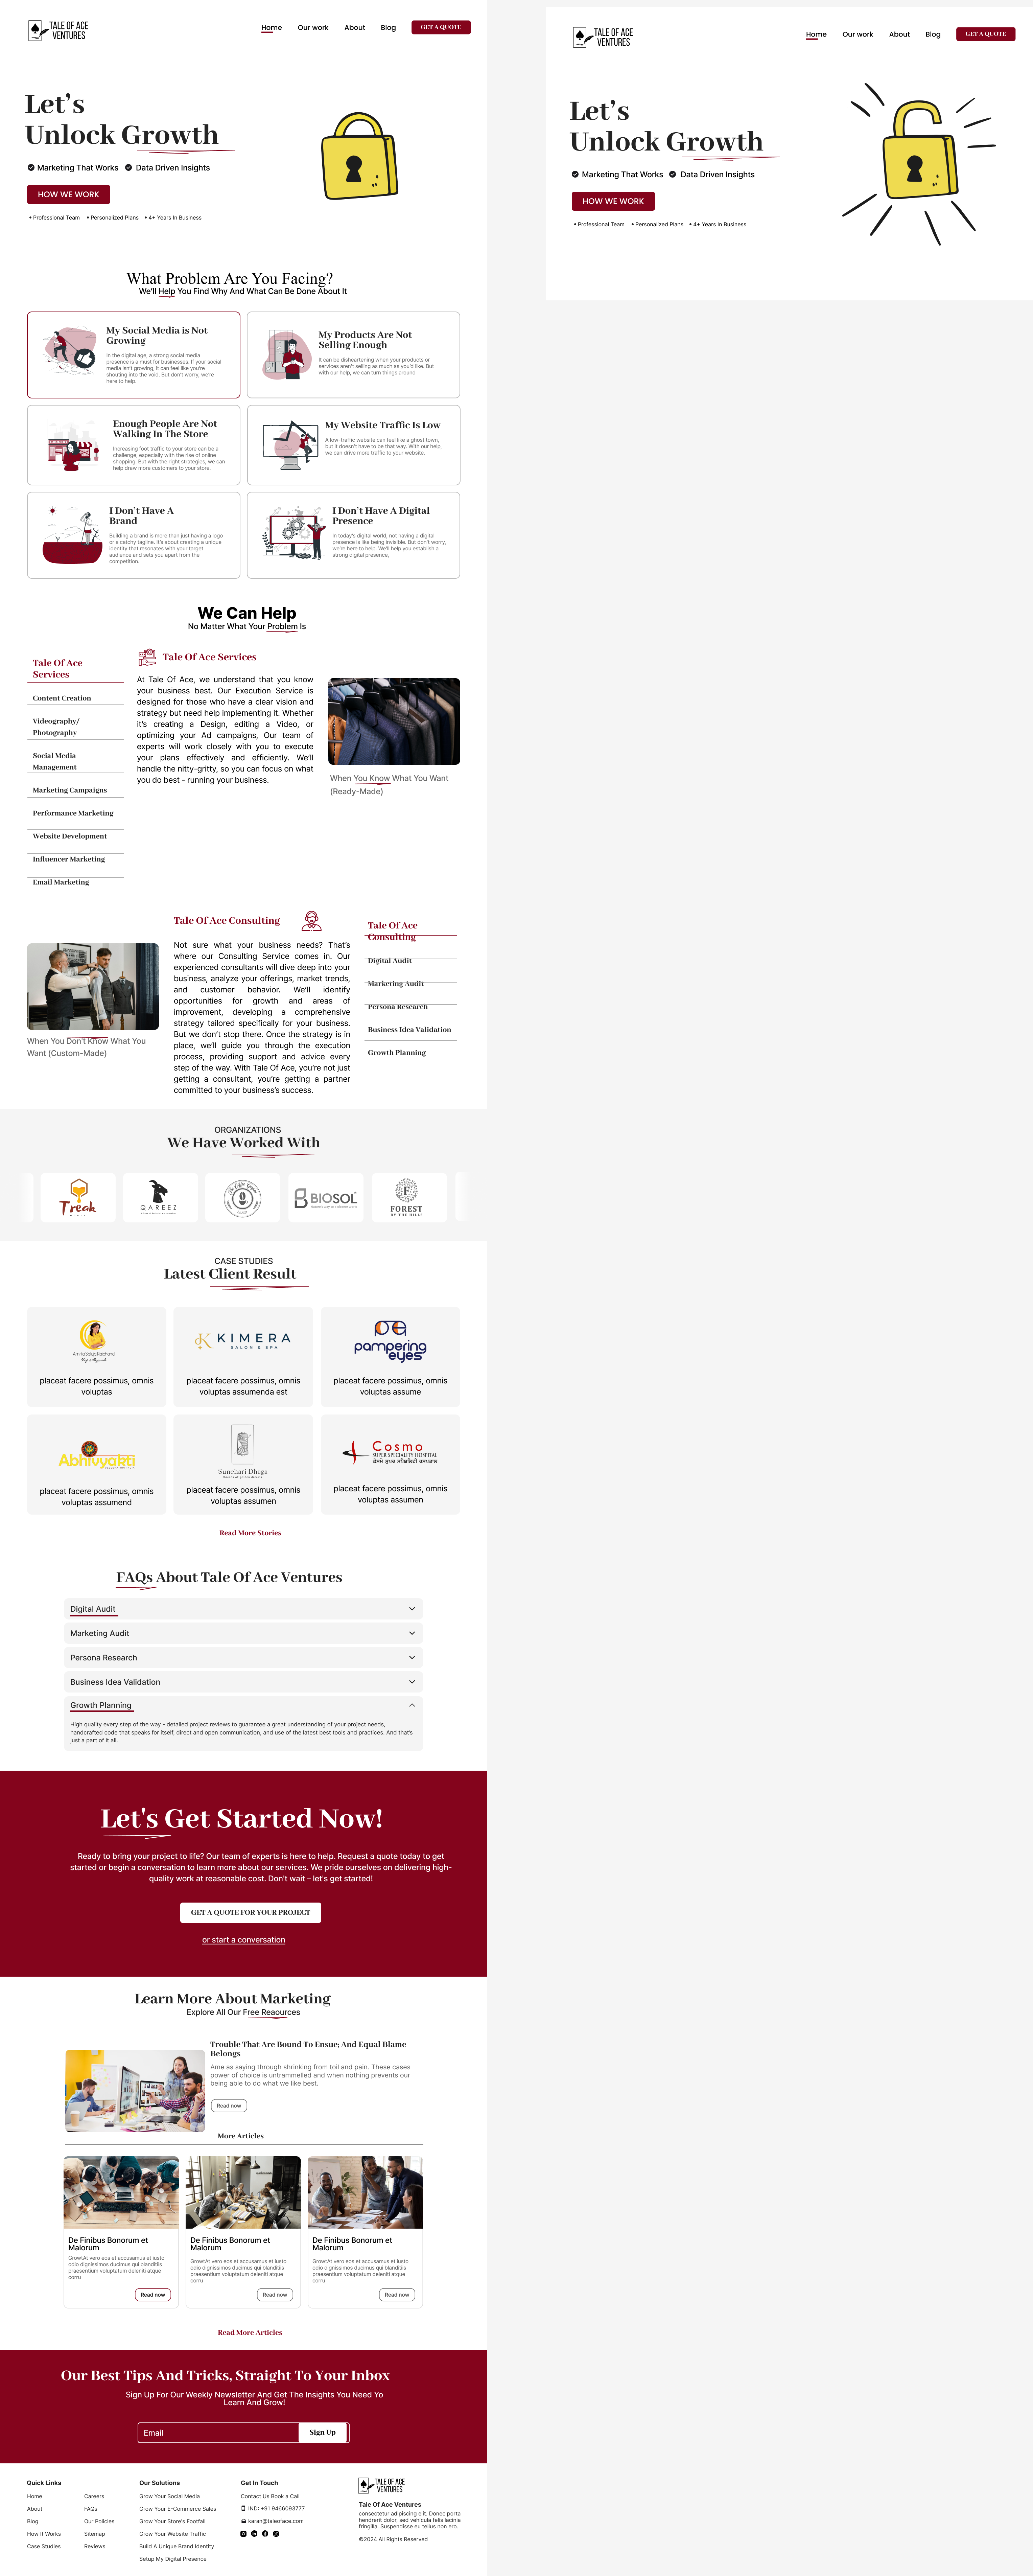 TALE OF ACE
VENTURES
Home
Our work
About
Blog
GET A QUOTE
Let's
Unlock Growth
Marketing That Works
Data Driven Insights
HOW WE WORK
• Professional Team
• Personalized Plans
• 4+ Years In Business
TALE OF ACE
VENTURES
Home
Our work
About
Blog
GET A QUOTE
Let's
Unlock Growth
Marketing That Works
Data Driven Insights
HOW WE WORK
• Professional Team
• Personalized Plans
• 4+ Years In Business
What Problem Are You Facing?
We'll Help You Find Why And What Can Be Done About It
My Social Media is Not
Growing
In the digital age, a strong social media
presence is a must for businesses. If your social
media isn't growing, it can feel like you're
shouting into the void. But don't worry, we're
here to help.
My Products Are Not
Selling Enough
It can be disheartening when your products or
services aren't selling as much as you'd like. But
with our help, we can turn things around
Enough People Are Not
Walking In The Store
Increasing foot traffic to your store can be a
challenge, especially with the rise of online
shopping. But with the right strategies, we can
help draw more customers to your store.
My Website Traffic Is Low
A low-traffic website can feel like a ghost town,
but it doesn't have to be that way, With our help,
we can drive more traffic to your website.
I Don't Have A
Brand
Building a brand is more than just having a logo
or a catchy tagline, It's about creating a unique
identity that resonates with your target
audience and sets you apart from the
competition.
I Don't Have A Digital
Presence
In today's digital world, not having a digital
presence is like being invisible. But don't worry,
we're here to help. We'll help you establish a
strong digital presence,
We Can Help
No Matter What Your Problem Is
Tale Of Ace
Services
Content Creation
Videography/
Photography
Social Media
Management
Marketing Campaigns
Performance Marketing
Website Development
Influencer Marketing
Email Marketing
Tale Of Ace Services
At Tale Of Ace, we understand that you know
your business best. Our Execution Service is
designed for those who have a clear vision and
strategy but need help implementing it. Whether
it's creating a Design, editing a Video, or
optimizing your Ad campaigns, Our team of
experts will work closely with you to execute
your plans effectively and efficiently. We'll
handle the nitty-gritty, so you can focus on what
you do best - running your business.
When You Know What You Want
(Ready-Made)
When You Don't Know What You
Want (Custom-Made)
Tale Of Ace Consulting
Not sure what your business needs? That's
where our Consulting Service comes in. Our
experienced consultants will dive deep into your
business, analyze your offerings, market trends,
and customer behavior. We'll identify
opportunities for growth and areas of
improvement, developing a comprehensive
strategy tailored specifically for your business.
But we don't stop there. Once the strategy is in
place, we'll guide you through the execution
process, providing support and advice every
step of the way. With Tale Of Ace, you're not just
getting a consultant, you're getting a partner
committed to your business's success.
Tale Of Ace
Consulting
Digital Audit
Marketing Audit
Persona Research
Business Idea Validation
Growth Planning
ORGANIZATIONS
We Have Worked With
Treak
QAREEZ
BIOSOL
FOREST
BY THE HILLS
CASE STUDIES
Latest Client Result
placeat facere possimus, omnis
voluptas
KIMERA
SALON & SPA
placeat facere possimus, omnis
voluptas assumenda est
pampering
eyes
placeat facere possimus, omnis
voluptas assume
Abhivyakti
placeat facere possimus, omnis
voluptas assumend
Sunehari Dhaga
placeat facere possimus, omnis
voluptas assumen
Cosmo
SUPER SPECIALITY HOSPITAL
placeat facere possimus, omnis
voluptas assumen
Read More Stories
FAQs About Tale Of Ace Ventures
Digital Audit
Marketing Audit
Persona Research
Business Idea Validation
Growth Planning
High quality every step of the way - detailed project reviews to guarantee a great understanding of your project needs,
handcrafted code that speaks for itself, direct and open communication, and use of the latest best tools and practices. And that's
just a part of it all.
Let's Get Started Now!
Ready to bring your project to life? Our team of experts is here to help. Request a quote today to get
started or begin a conversation to learn more about our services. We pride ourselves on delivering high-
quality work at reasonable cost. Don't wait – let's get started!
GET A QUOTE FOR YOUR PROJECT
or start a conversation
Learn More About Marketing
Explore All Our Free Reaources
Trouble That Are Bound To Ensue; And Equal Blame
Belongs
Ame as saying through shrinking from toil and pain. These cases
power of choice is untrammelled and when nothing prevents our
being able to do what we like best.
Read now
More Articles
De Finibus Bonorum et
Malorum
GrowtAt vero eos et accusamus et iusto
odio dignissimos ducimus qui blanditiis
praesentium voluptatum deleniti atque
corru
Read now
De Finibus Bonorum et
Malorum
GrowtAt vero eos et accusamus et iusto
odio dignissimos ducimus qui blanditiis
praesentium voluptatum deleniti atque
corru
Read now
De Finibus Bonorum et
Malorum
GrowtAt vero eos et accusamus et iusto
odio dignissimos ducimus qui blanditiis
praesentium voluptatum deleniti atque
corru
Read now
Read More Articles
Our Best Tips And Tricks, Straight To Your Inbox
Sign Up For Our Weekly Newsletter And Get The Insights You Need Yo
Learn And Grow!
Email
Sign Up
Quick Links
Home
About
Blog
How It Works
Case Studies
Careers
FAQs
Our Policies
Sitemap
Reviews
Our Solutions
Grow Your Social Media
Grow Your E-Commerce Sales
Grow Your Store's Footfall
Grow Your Website Traffic
Build A Unique Brand Identity
Setup My Digital Presence
Get In Touch
Contact Us Book a Call
IND: +91 9466093777
karan@taleoface.com
TALE OF ACE
VENTURES
Tale Of Ace Ventures
consectetur adipiscing elit. Donec porta
hendrerit dolor, sed vehicula felis lacinia
fringilla. Suspendisse eu tellus non ero.
©2024 All Rights Reserved